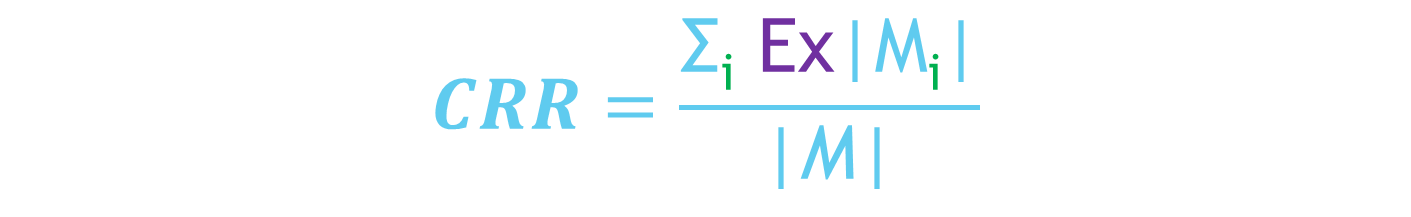 CRR = Σi Ex|Mi| / |M|